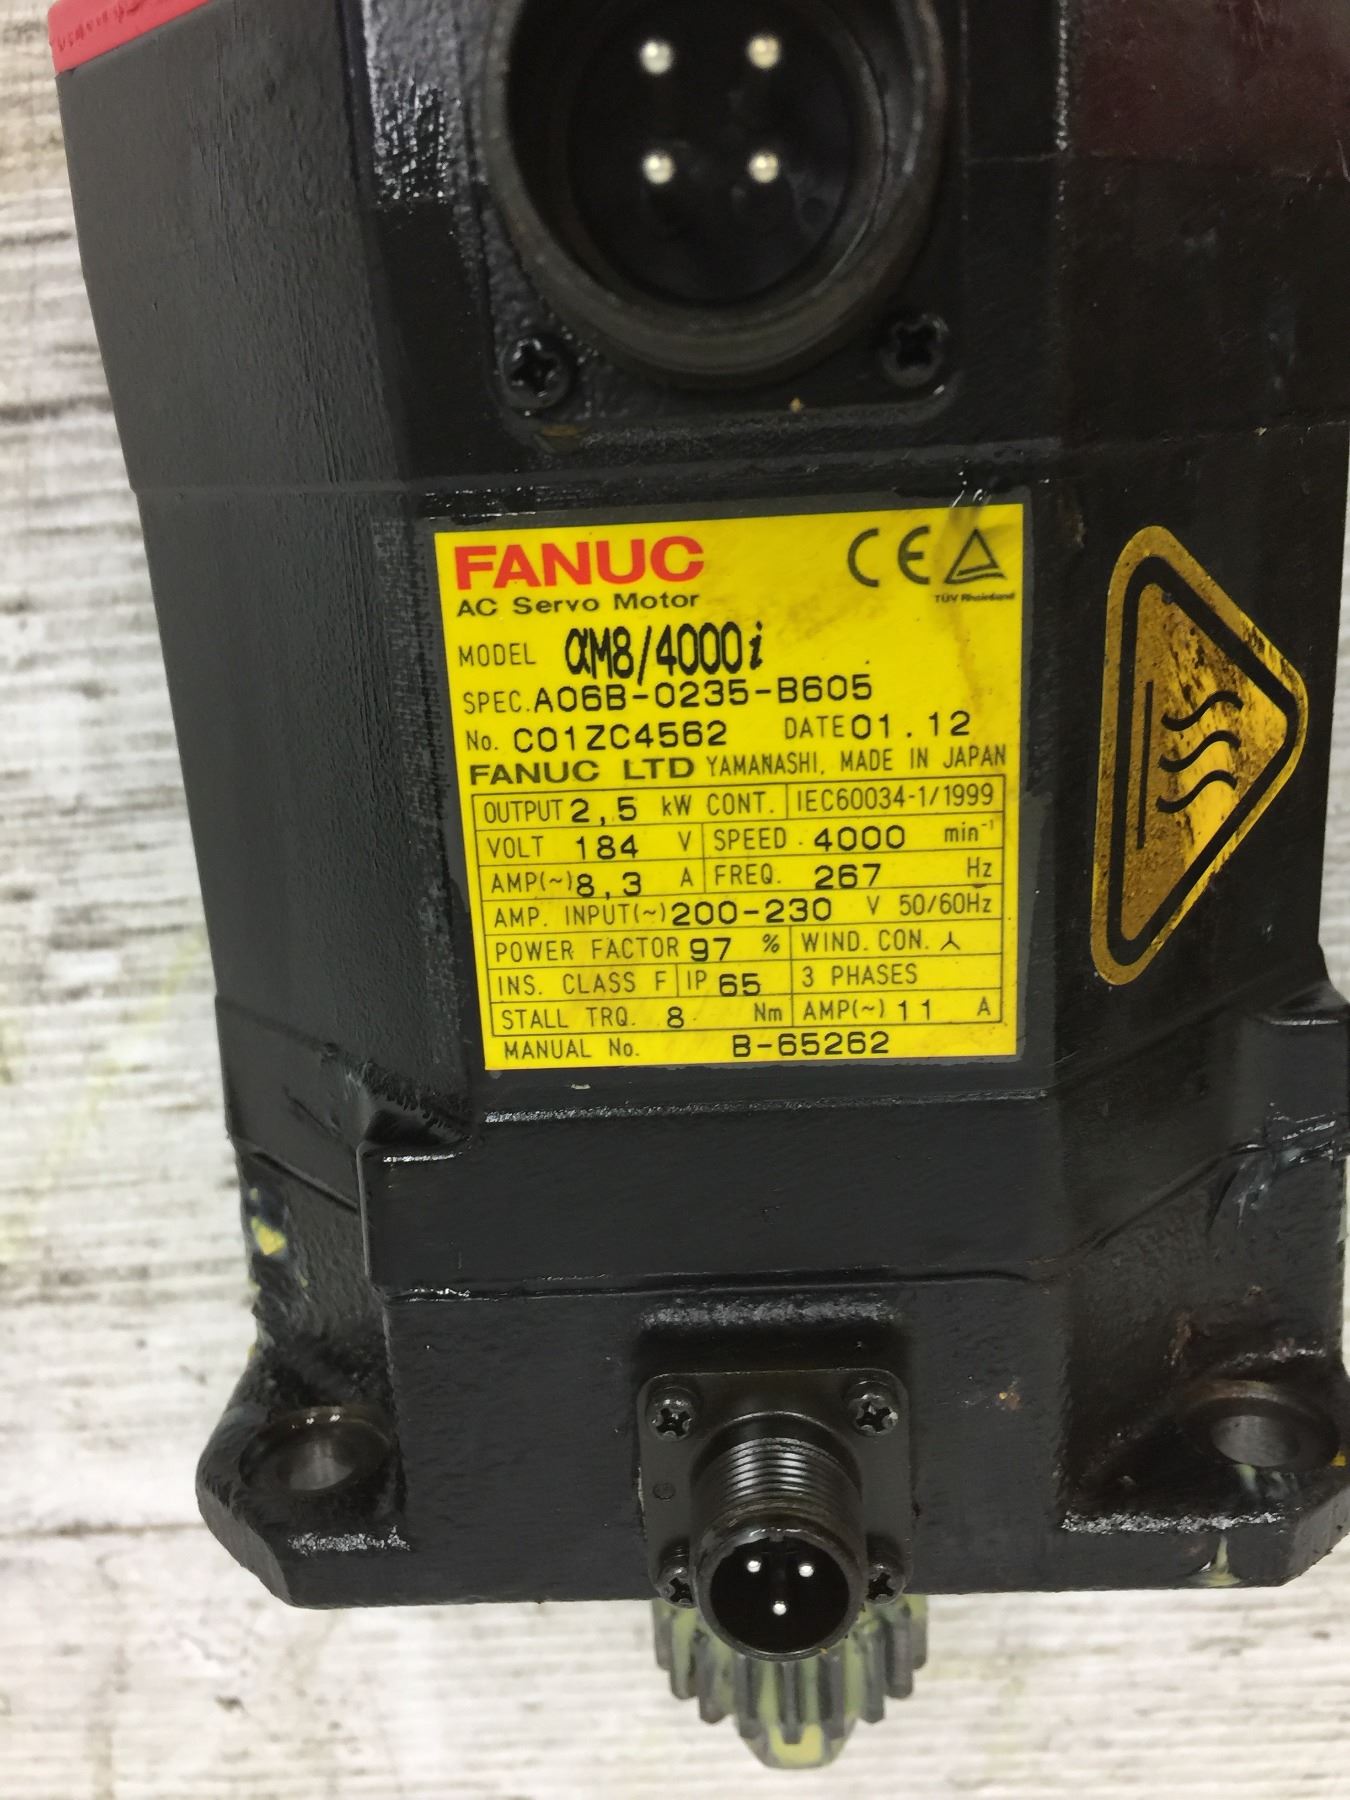 FANUC CE TÜV Rheinland
AC Servo Motor
MODEL αM8/4000i
SPEC. A06B-0235-B605
No. C01ZC4562 DATE 01.12
FANUC LTD YAMANASHI, MADE IN JAPAN
OUTPUT 2,5 kW CONT. IEC60034-1/1999
VOLT 184 V SPEED 4000 min⁻¹
AMP(~) 8,3 A FREQ. 267 Hz
AMP. INPUT(~) 200-230 V 50/60Hz
POWER FACTOR 97 % WIND. CON. ⅄
INS. CLASS F IP 65 3 PHASES
STALL TRQ. 8 Nm AMP(~) 11 A
MANUAL No. B-65262